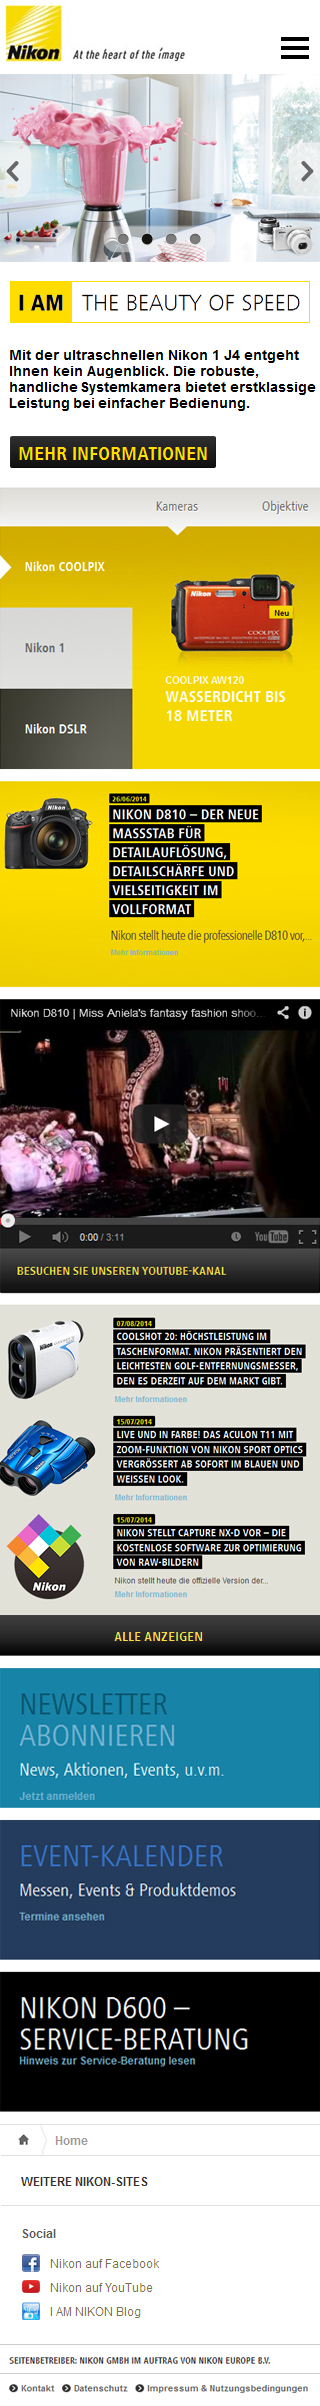 Nikon
At the heart of the image
I AM THE BEAUTY OF SPEED
Mit der ultraschnellen Nikon 1 J4 entgeht
Ihnen kein Augenblick. Die robuste,
handliche Systemkamera bietet erstklassige
Leistung bei einfacher Bedienung.
MEHR INFORMATIONEN
Kameras Objektive
Nikon COOLPIX
Nikon 1
Nikon DSLR
Nikon
COOLPIX
Neu
COOLPIX AW120
WASSERDICHT BIS
18 METER
Nikon
26/06/2014
NIKON D810 – DER NEUE
MASSSTAB FÜR
DETAILAUFLÖSUNG,
DETAILSCHÄRFE UND
VIELSEITIGKEIT IM
VOLLFORMAT
Nikon stellt heute die professionelle D810 vor,...
Mehr Informationen
Nikon D810 | Miss Aniela's fantasy fashion shoo...
0:00 / 3:11
YouTube
BESUCHEN SIE UNSEREN YOUTUBE-KANAL
07/08/2014
COOLSHOT 20: HÖCHSTLEISTUNG IM
TASCHENFORMAT. NIKON PRÄSENTIERT DEN
LEICHTESTEN GOLF-ENTFERNUNGSMESSER,
DEN ES DERZEIT AUF DEM MARKT GIBT.
Mehr Informationen
15/07/2014
LIVE UND IN FARBE! DAS ACULON T11 MIT
ZOOM-FUNKTION VON NIKON SPORT OPTICS
VERGRÖSSERT AB SOFORT IM BLAUEN UND
WEISSEN LOOK.
Mehr Informationen
15/07/2014
NIKON STELLT CAPTURE NX-D VOR – DIE
KOSTENLOSE SOFTWARE ZUR OPTIMIERUNG
VON RAW-BILDERN
Nikon stellt heute die offizielle Version der...
Mehr Informationen
Nikon
ALLE ANZEIGEN
NEWSLETTER
ABONNIEREN
News, Aktionen, Events, u.v.m.
Jetzt anmelden
EVENT-KALENDER
Messen, Events & Produktdemos
Termine ansehen
NIKON D600 –
SERVICE-BERATUNG
Hinweis zur Service-Beratung lesen
Home
WEITERE NIKON-SITES
Social
Nikon auf Facebook
Nikon auf YouTube
I AM NIKON Blog
SEITENBETREIBER: NIKON GMBH IM AUFTRAG VON NIKON EUROPE B.V.
Kontakt Datenschutz Impressum & Nutzungsbedingungen